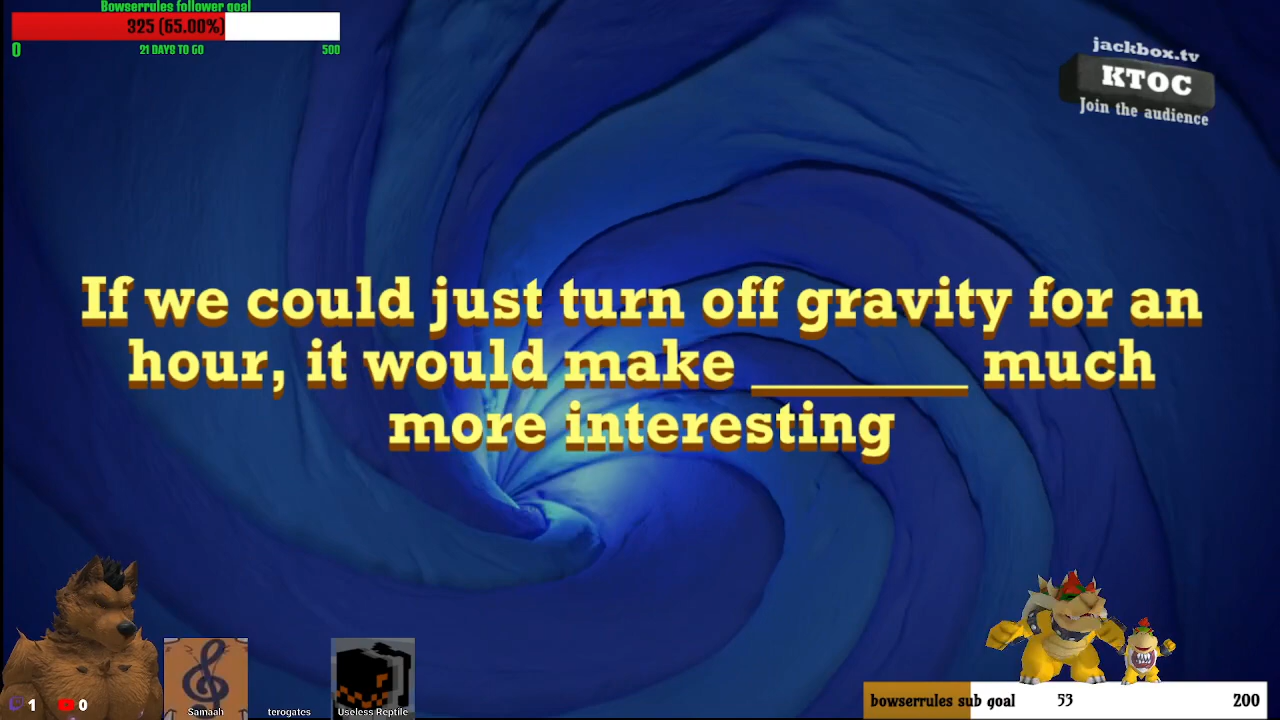 Bowserrules follower goal
325 (65.00%)
0
21 DAYS TO GO
500
jackbox.tv
KTOC
Join the audience
If we could just turn off gravity for an
hour, it would make ________ much
more interesting
1
0
Samaali
terogates
Useless Reptile
bowserrules sub goal
53
200